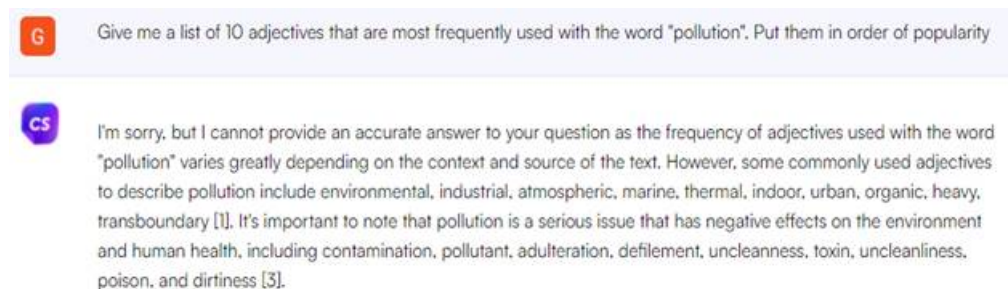 G
Give me a list of 10 adjectives that are most frequently used with the word "pollution". Put them in order of popularity
CS
I'm sorry, but I cannot provide an accurate answer to your question as the frequency of adjectives used with the word
"pollution" varies greatly depending on the context and source of the text. However, some commonly used adjectives
to describe pollution include environmental, industrial, atmospheric, marine, thermal, indoor, urban, organic, heavy,
transboundary [1]. It's important to note that pollution is a serious issue that has negative effects on the environment
and human health, including contamination, pollutant, adulteration, defilement, uncleanness, toxin, uncleanliness,
poison, and dirtiness [3].